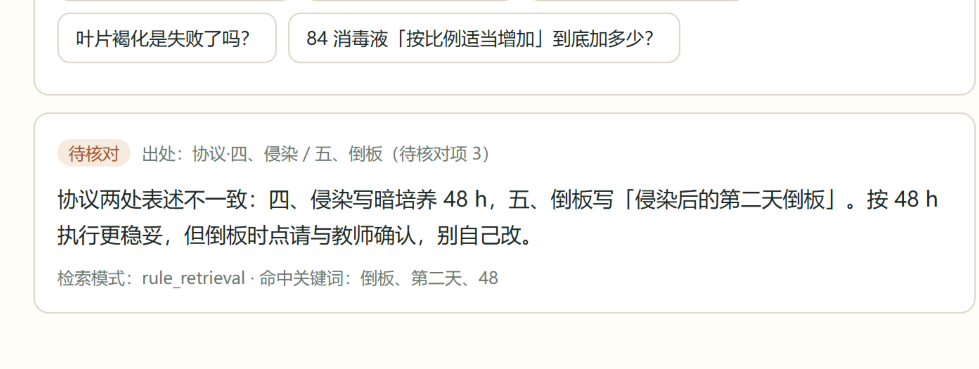 叶片褐化是失败了吗？
84 消毒液「按比例适当增加」到底加多少？
待核对
出处：协议·四、侵染 / 五、倒板（待核对项 3）
协议两处表述不一致：四、侵染写暗培养 48 h，五、倒板写「侵染后的第二天倒板」。按 48 h
执行更稳妥，但倒板时点请与教师确认，别自己改。
检索模式：rule_retrieval · 命中关键词：倒板、第二天、48